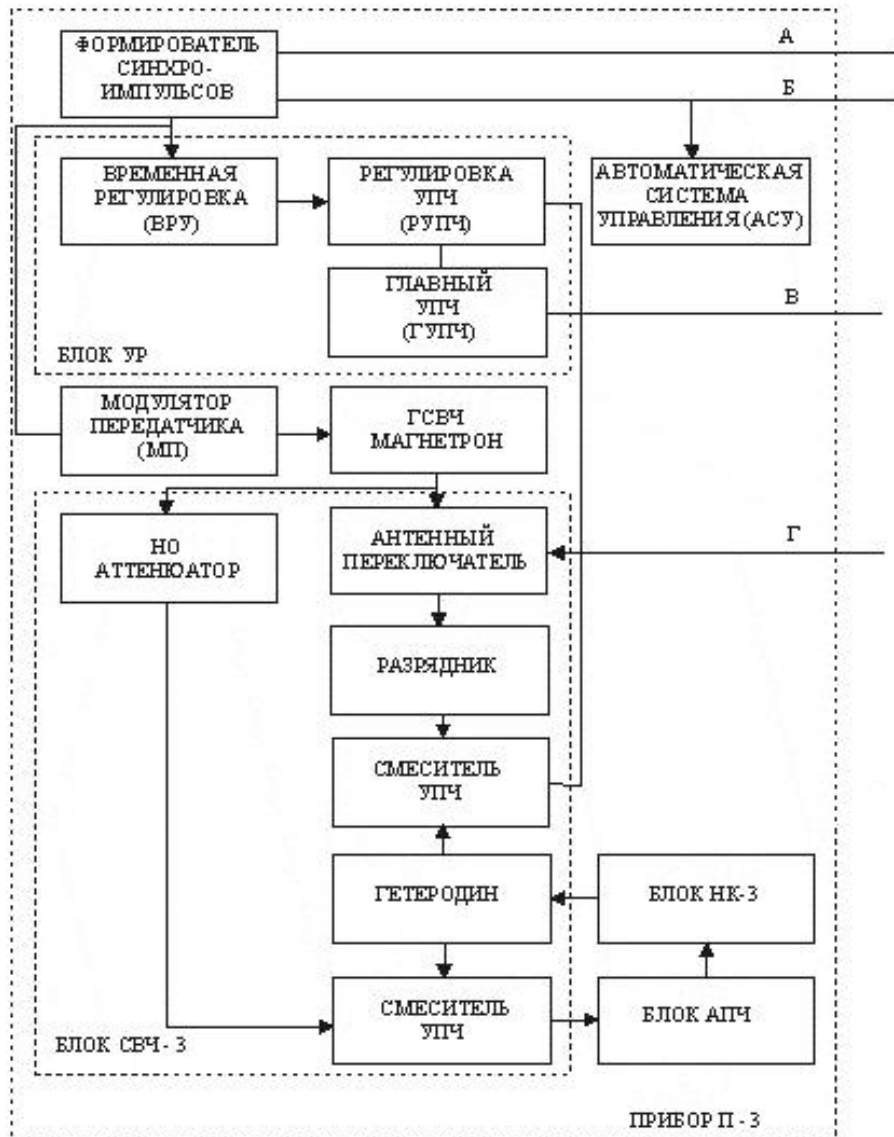 ФОРМИРОВАТЕЛЬ
СИНХРО-
ИМПУЛЬСОВ
А
Б
ВРЕМЕННАЯ
РЕГУЛИРОВКА
(ВРУ)
РЕГУЛИРОВКА
УПЧ
(РУПЧ)
АВТОМАТИЧЕСКАЯ
СИСТЕМА
УПРАВЛЕНИЯ (АСУ)
ГЛАВНЫЙ
УПЧ
(ГУПЧ)
В
БЛОК УР
МОДУЛЯТОР
ПЕРЕДАТЧИКА
(МП)
ГСВЧ
МАГНЕТРОН
НО
АТТЕНЮАТОР
АНТЕННЫЙ
ПЕРЕКЛЮЧАТЕЛЬ
Г
РАЗРЯДНИК
СМЕСИТЕЛЬ
УПЧ
ГЕТЕРОДИН
БЛОК НК-3
СМЕСИТЕЛЬ
УПЧ
БЛОК АПЧ
БЛОК СВЧ - 3
ПРИБОР П - 3